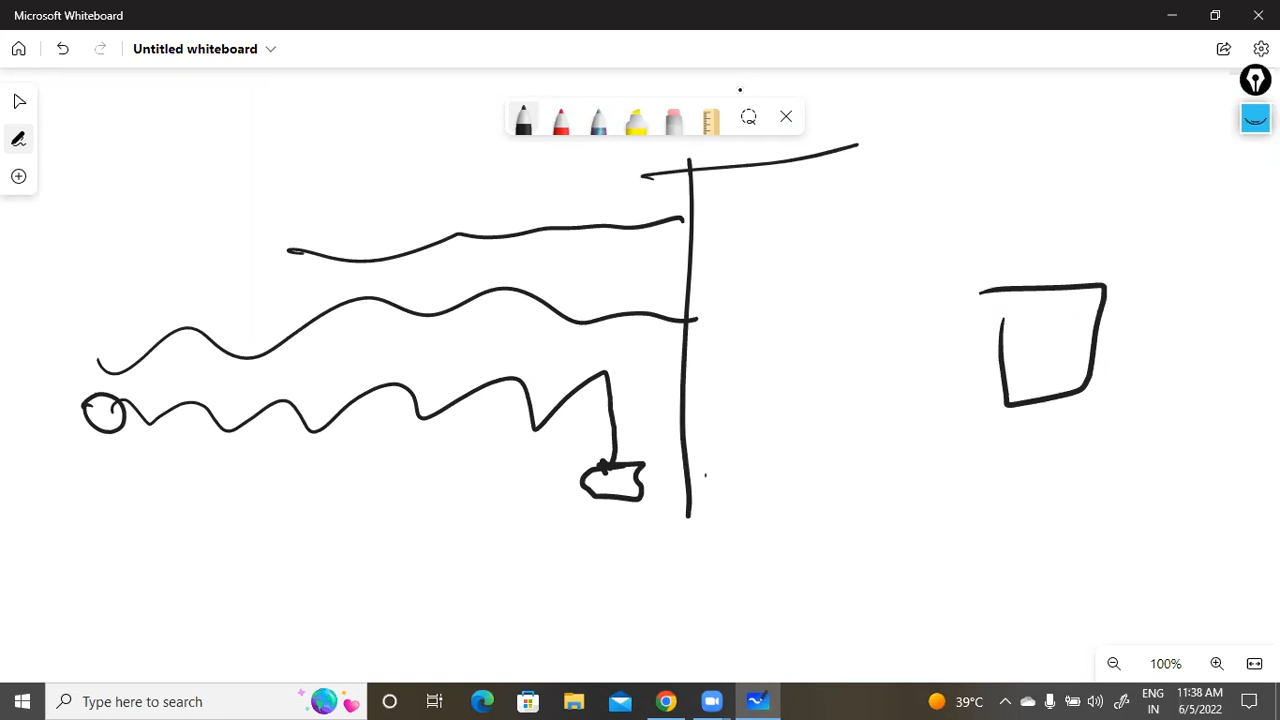 Microsoft Whiteboard
Untitled whiteboard
100%
Type here to search
39°C
ENG
IN
11:38 AM
6/5/2022